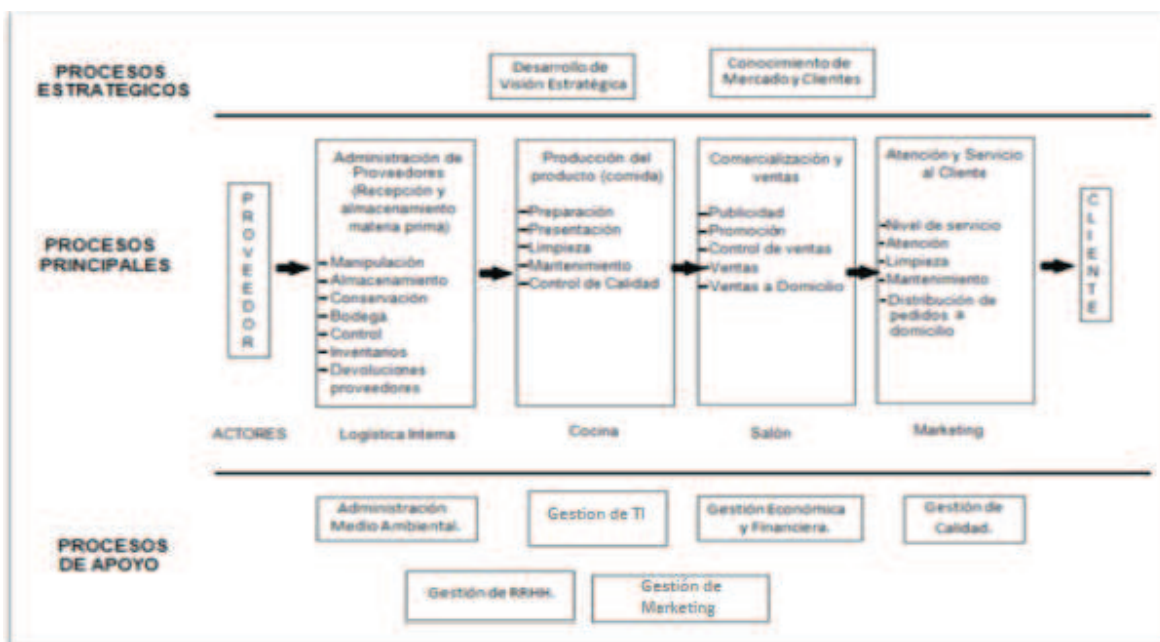 PROCESOS
ESTRATEGICOS
Desarrollo de
Visión Estratégica
Conocimiento de
Mercado y Clientes
PROCESOS
PRINCIPALES
PROVEEDOR
Administración de
Proveedores
(Recepción y
almacenamiento
materia prima)
Manipulación
Almacenamiento
Conservación
Bodega
Control
Inventarios
Devoluciones
proveedores
Producción del
producto (comida)
Preparación
Presentación
Limpieza
Mantenimiento
Control de Calidad
Comercialización y
ventas
Publicidad
Promoción
Control de ventas
Ventas
Ventas a Domicilio
Atención y Servicio
al Cliente
Nivel de servicio
Atención
Limpieza
Mantenimiento
Distribución de
pedidos a
domicilio
CLIENTE
ACTORES
Logística Interna
Cocina
Salón
Marketing
PROCESOS
DE APOYO
Administración
Medio Ambiental.
Gestion de TI
Gestión Económica
y Financiera.
Gestión de
Calidad.
Gestión de RRHH.
Gestión de
Marketing